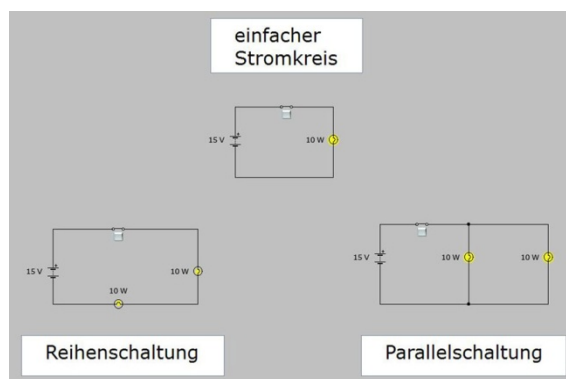 einfacher
Stromkreis
15 V
10 W
15 V
10 W
10 W
15 V
10 W
10 W
Reihenschaltung
Parallelschaltung